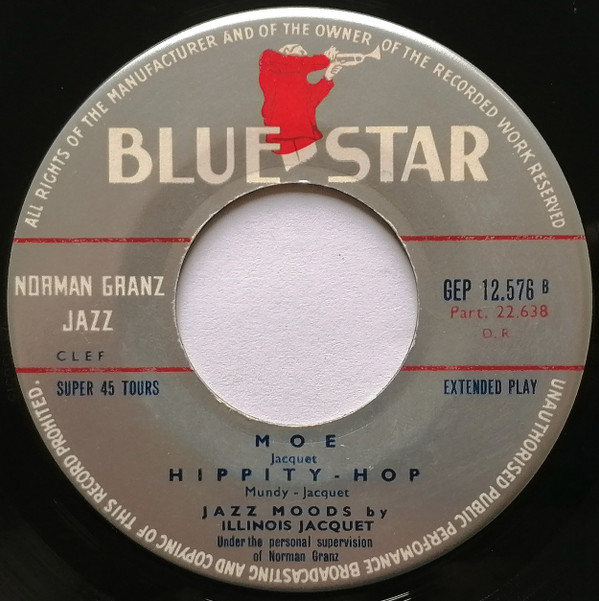 ALL RIGHTS OF THE MANUFACTURER AND OF THE OWNER OF THE RECORDED WORK RESERVED
BLUE STAR
NORMAN GRANZ
JAZZ
CLEF
GEP 12.576 B
Part. 22.638
D.R
SUPER 45 TOURS
EXTENDED PLAY
MOE
Jacquet
HIPPITY-HOP
Mundy - Jacquet
JAZZ MOODS by
ILLINOIS JACQUET
Under the personal supervision
of Norman Granz
UNAUTHORISED PUBLIC PERFOMANCE BROADCASTING AND COPYING OF THIS RECORD PROHITED.